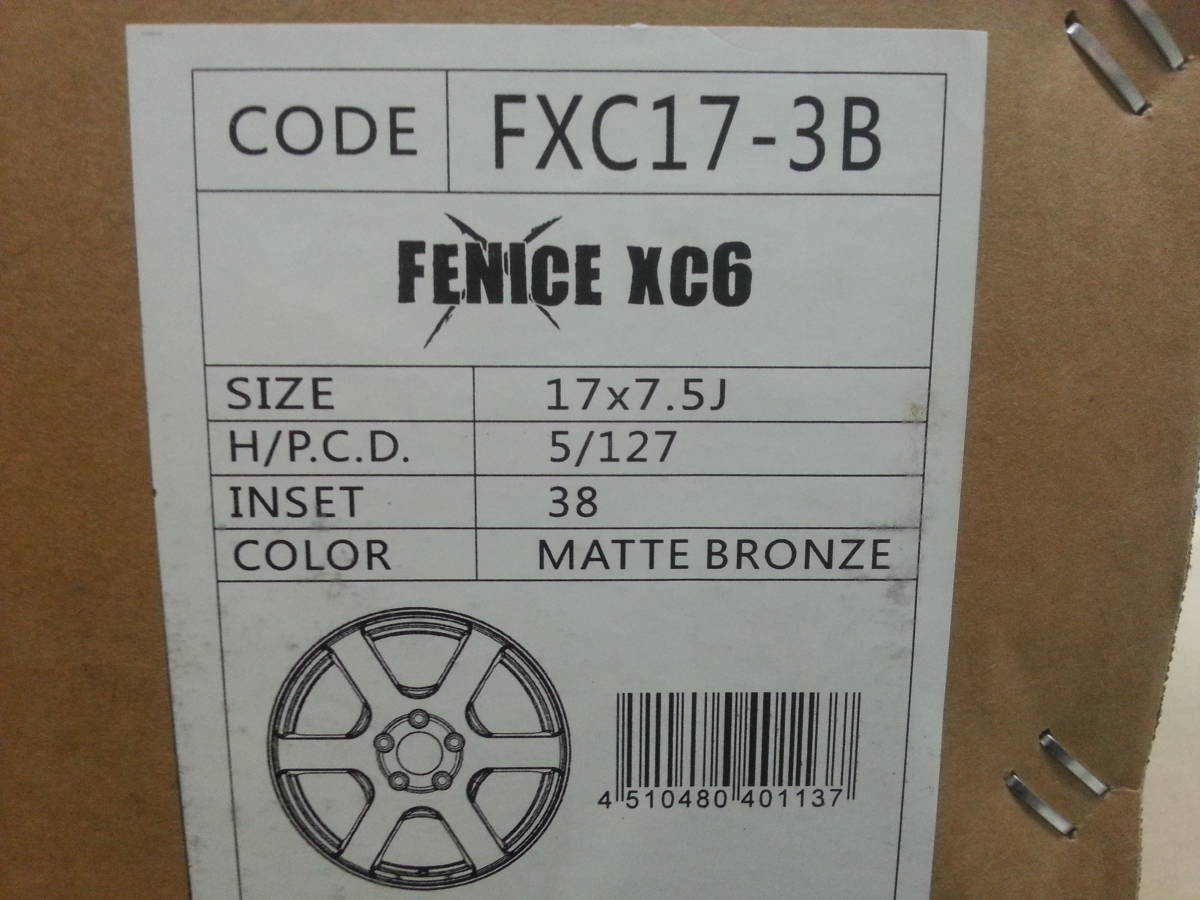 CODE FXC17-3B
FENICE XC6
SIZE 17x7.5J
H/P.C.D. 5/127
INSET 38
COLOR MATTE BRONZE
4 510480 401137